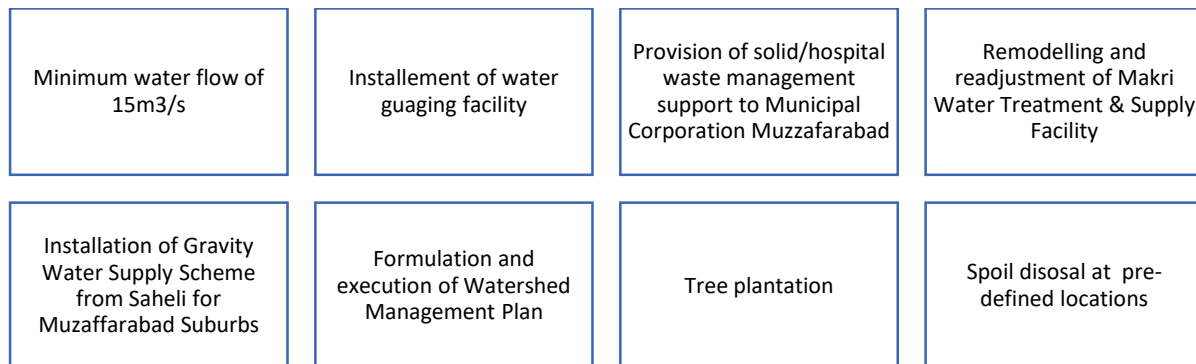 Minimum water flow of
15m3/s
Installement of water
guaging facility
Provision of solid/hospital
waste management
support to Municipal
Corporation Muzzafarabad
Remodelling and
readjustment of Makri
Water Treatment & Supply
Facility
Installation of Gravity
Water Supply Scheme
from Saheli for
Muzaffarabad Suburbs
Formulation and
execution of Watershed
Management Plan
Tree plantation
Spoil disosal at pre-
defined locations